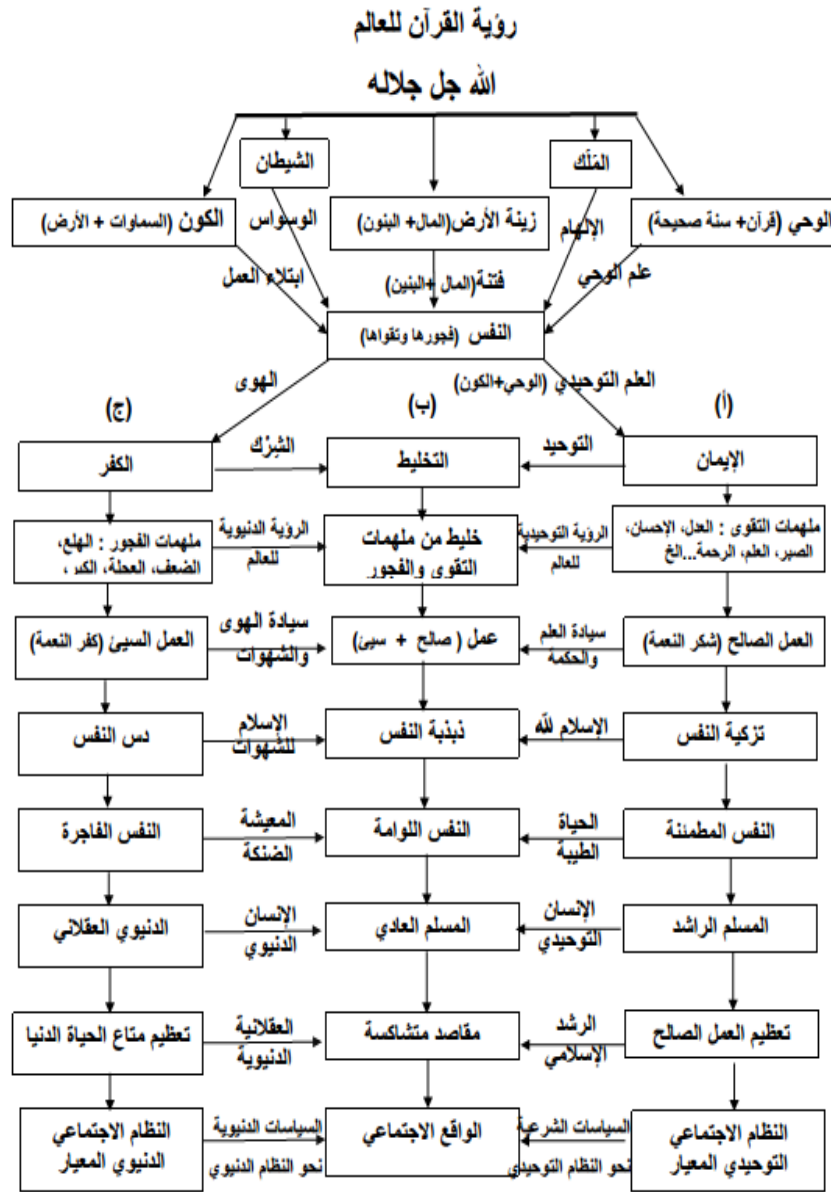 رؤية القرآن للعالم
الله جل جلاله
المَلَك
الشيطان
الوحي (قرآن+ سنة صحيحة)
الإلهام
زينة الأرض(المال+ البنون)
الوسواس
الكون (السماوات + الأرض)
علم الوحي
فتنة(المال +البنين)
ابتلاء العمل
النفس (فجورها وتقواها)
العلم التوحيدي (الوحي+الكون)
الهوى
(أ)
(ب)
(ج)
الإيمان
التوحيد
التخليط
الشِرْك
الكفر
ملهمات التقوى : العدل، الإحسان،
الصبر، العلم، الرحمة...الخ
الرؤية التوحيدية
للعالم
خليط من ملهمات
التقوى والفجور
الرؤية الدنيوية
للعالم
ملهمات الفجور : الهلع،
الضعف، العجلة، الكبر،
العمل الصالح (شكر النعمة)
سيادة العلم
والحكمة
عمل ( صالح + سيئ)
سيادة الهوى
والشهوات
العمل السيئ (كفر النعمة)
تزكية النفس
الإسلام لله
ذبذبة النفس
الإسلام
للشهوات
دس النفس
النفس المطمئنة
الحياة
الطيبة
النفس اللوامة
المعيشة
الضنكة
النفس الفاجرة
المسلم الراشد
الإنسان
التوحيدي
المسلم العادي
الإنسان
الدنيوي
الدنيوي العقلاني
تعظيم العمل الصالح
الرشد
الإسلامي
مقاصد متشاكسة
العقلانية
الدنيوية
تعظيم متاع الحياة الدنيا
النظام الاجتماعي
التوحيدي المعيار
السياسات الشرعية
نحو النظام التوحيدي
الواقع الاجتماعي
السياسات الدنيوية
نحو النظام الدنيوي
النظام الاجتماعي
الدنيوي المعيار